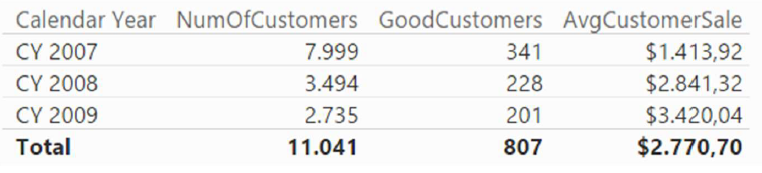 Calendar Year NumOfCustomers GoodCustomers AvgCustomerSale
CY 2007 7.999 341 $1.413,92
CY 2008 3.494 228 $2.841,32
CY 2009 2.735 201 $3.420,04
Total 11.041 807 $2.770,70